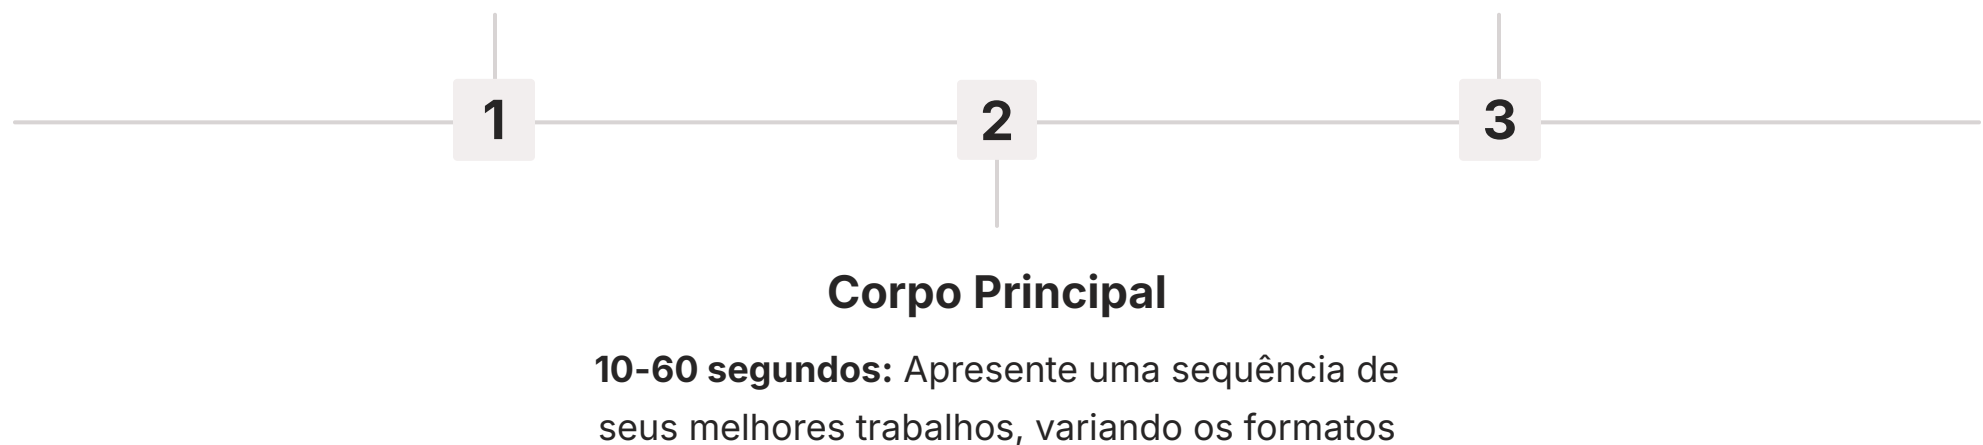 1 2 3
Corpo Principal
10-60 segundos: Apresente uma sequência de
seus melhores trabalhos, variando os formatos